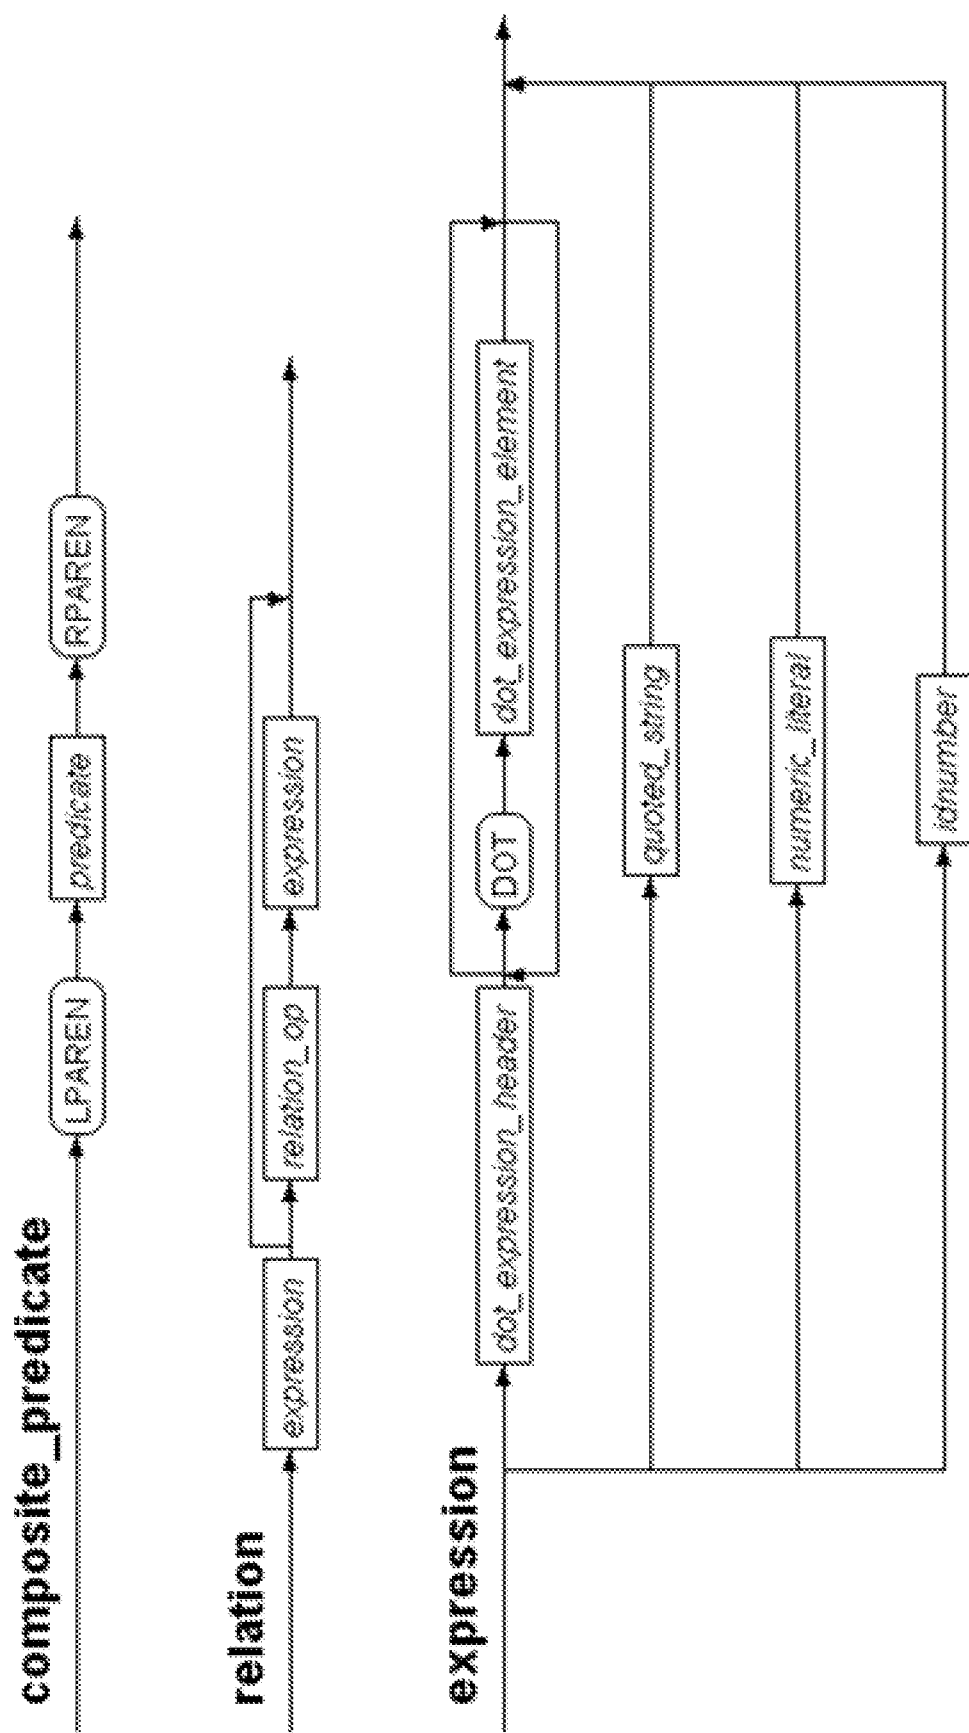 composite_predicate
LPAREN
predicate
RPAREN
relation
expression
relation_op
expression
expression
dot_expression_header
DOT
dot_expression_element
quoted_string
numeric_literal
idnumber